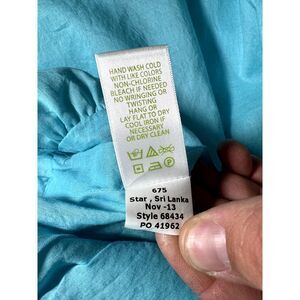 HAND WASH COLD
WITH LIKE COLORS
NON-CHLORINE
BLEACH IF NEEDED
NO WRINGING OR
TWISTING
HANG OR
LAY FLAT TO DRY
COOL IRON IF
NECESSARY
OR DRY CLEAN
675
star , Sri Lanka
Nov -13
Style 68434
PO 41962